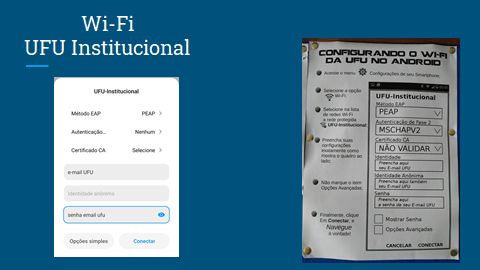 Wi-Fi
UFU Institucional
UFU-Institucional
Método EAP PEAP
Autenticação... Nenhum
Certificado CA Selecione
e-mail UFU
Identidade anônima
senha email ufu
Opções simples Conectar
CONFIGURANDO O WI-FI
DA UFU NO ANDROID
Acesse o menu Configurações de seu Smartphone.
Selecione a opção
Wi-Fi.
Selecione na lista
de redes Wi-Fi
a rede protegida
UFU-Institucional
Preencha suas
configurações
exatamente como
mostra o quadro ao
lado;
Não marque o item
Opções Avançadas;
Finalmente, clique
Em Conectar, e
Navegue
à vontade!
UFU-Institucional
Método EAP
PEAP
Autenticação de Fase 2
MSCHAPV2
Certificado CA
NÃO VALIDAR
Identidade
Preencha aqui
seu E-mail UFU
Identidade Anônima
Preencha aqui também
seu E-mail UFU
Senha
Preencha aqui
a senha do seu E-mail UFU
Mostrar Senha
Opções Avançadas
CANCELAR CONECTAR